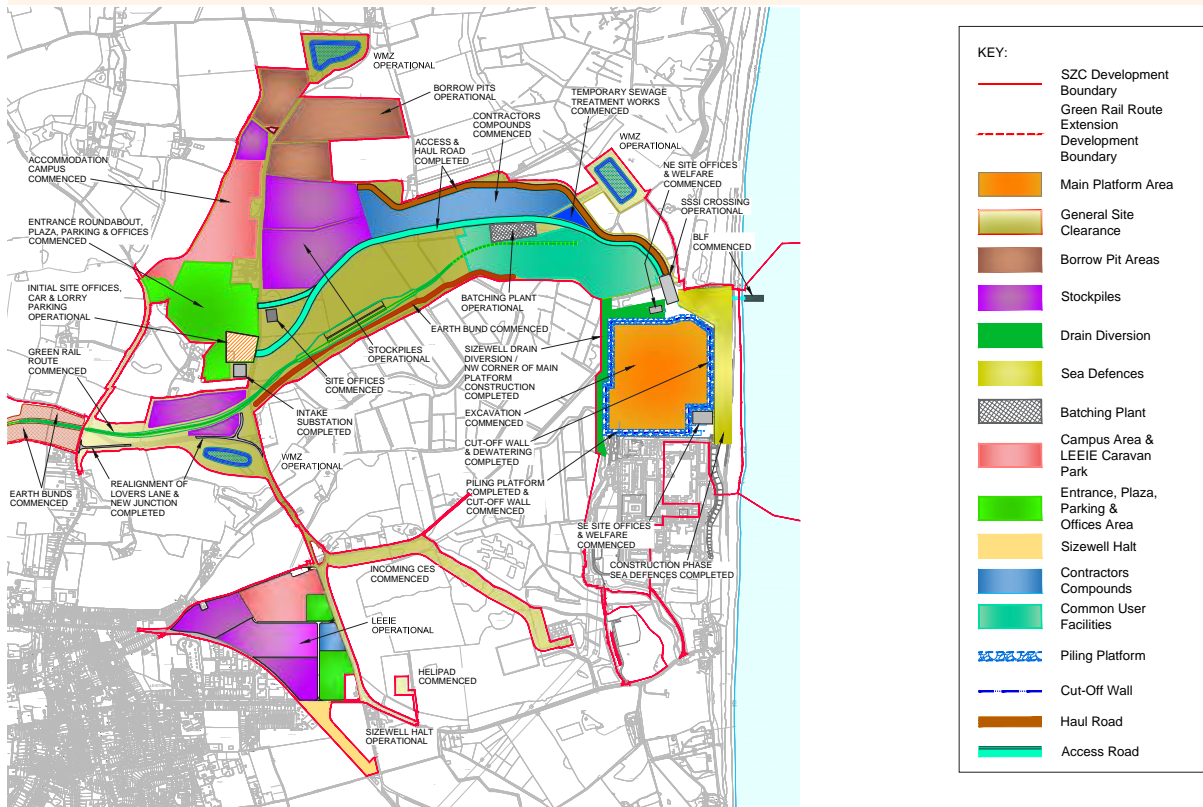 WMZ
OPERATIONAL
BORROW PITS
OPERATIONAL
TEMPORARY SEWAGE
TREATMENT WORKS
COMMENCED
CONTRACTORS
COMPOUNDS
COMMENCED
WMZ
OPERATIONAL
ACCESS &
HAUL ROAD
COMPLETED
NE SITE OFFICES
& WELFARE
COMMENCED
ACCOMMODATION
CAMPUS
COMMENCED
SSSI CROSSING
OPERATIONAL
BLF
COMMENCED
ENTRANCE ROUNDABOUT,
PLAZA, PARKING & OFFICES
COMMENCED
INITIAL SITE OFFICES,
CAR & LORRY
PARKING
OPERATIONAL
BATCHING PLANT
OPERATIONAL
EARTH BUND COMMENCED
GREEN RAIL
ROUTE
COMMENCED
STOCKPILES
OPERATIONAL
SIZEWELL DRAIN
DIVERSION /
NW CORNER OF MAIN
PLATFORM
CONSTRUCTION
COMPLETED
SITE OFFICES
COMMENCED
EXCAVATION
COMMENCED
INTAKE
SUBSTATION
COMPLETED
CUT-OFF WALL
& DEWATERING
COMPLETED
WMZ
OPERATIONAL
EARTH BUNDS
COMMENCED
REALIGNMENT OF
LOVERS LANE &
NEW JUNCTION
COMPLETED
PILING PLATFORM
COMPLETED &
CUT-OFF WALL
COMMENCED
SE SITE OFFICES
& WELFARE
COMMENCED
CONSTRUCTION PHASE
SEA DEFENCES COMPLETED
INCOMING CES
COMMENCED
LEEIE
OPERATIONAL
HELIPAD
COMMENCED
SIZEWELL HALT
OPERATIONAL
KEY:
SZC Development
Boundary
Green Rail Route
Extension
Development
Boundary
Main Platform Area
General Site
Clearance
Borrow Pit Areas
Stockpiles
Drain Diversion
Sea Defences
Batching Plant
Campus Area &
LEEIE Caravan
Park
Entrance, Plaza,
Parking &
Offices Area
Sizewell Halt
Contractors
Compounds
Common User
Facilities
Piling Platform
Cut-Off Wall
Haul Road
Access Road